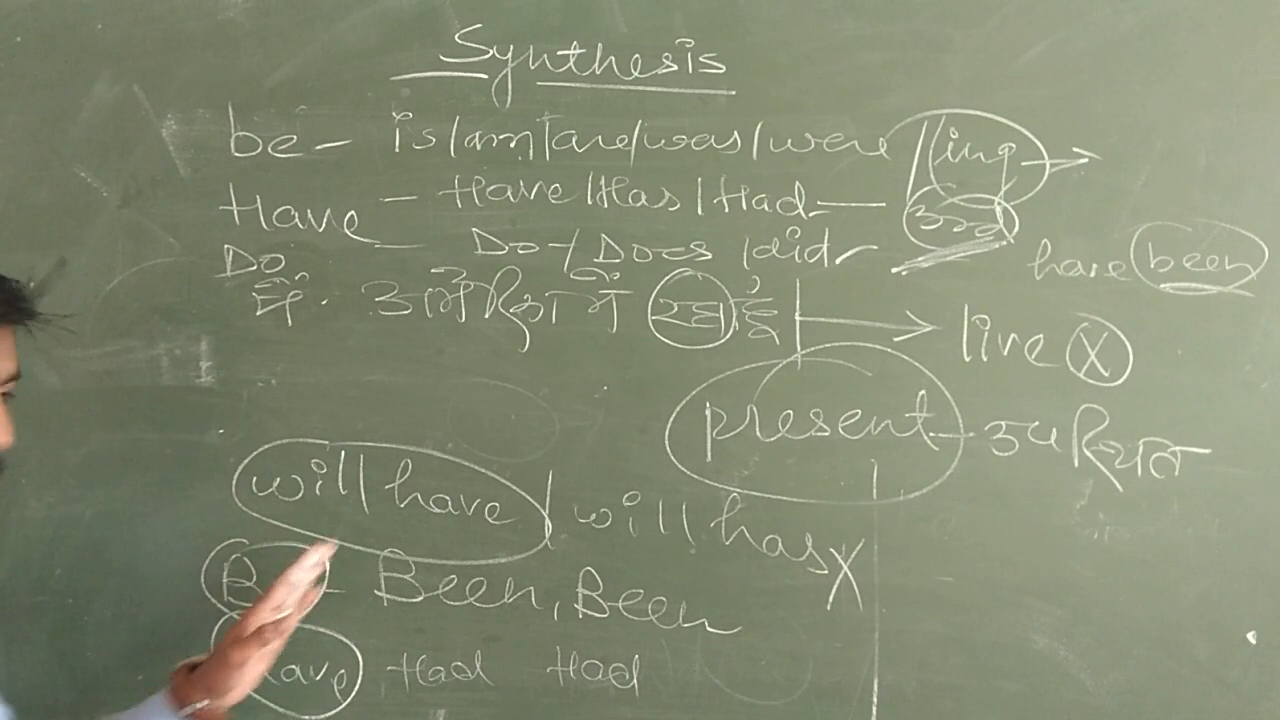 Synthesis
be - is/am/are/was/were/ing →
Have - Have/Has/Had — 3rd
Do - Do/Does/did
have been
→ live X
present - उपस्थित
will have / will has X
Been, Been
Have Had Had